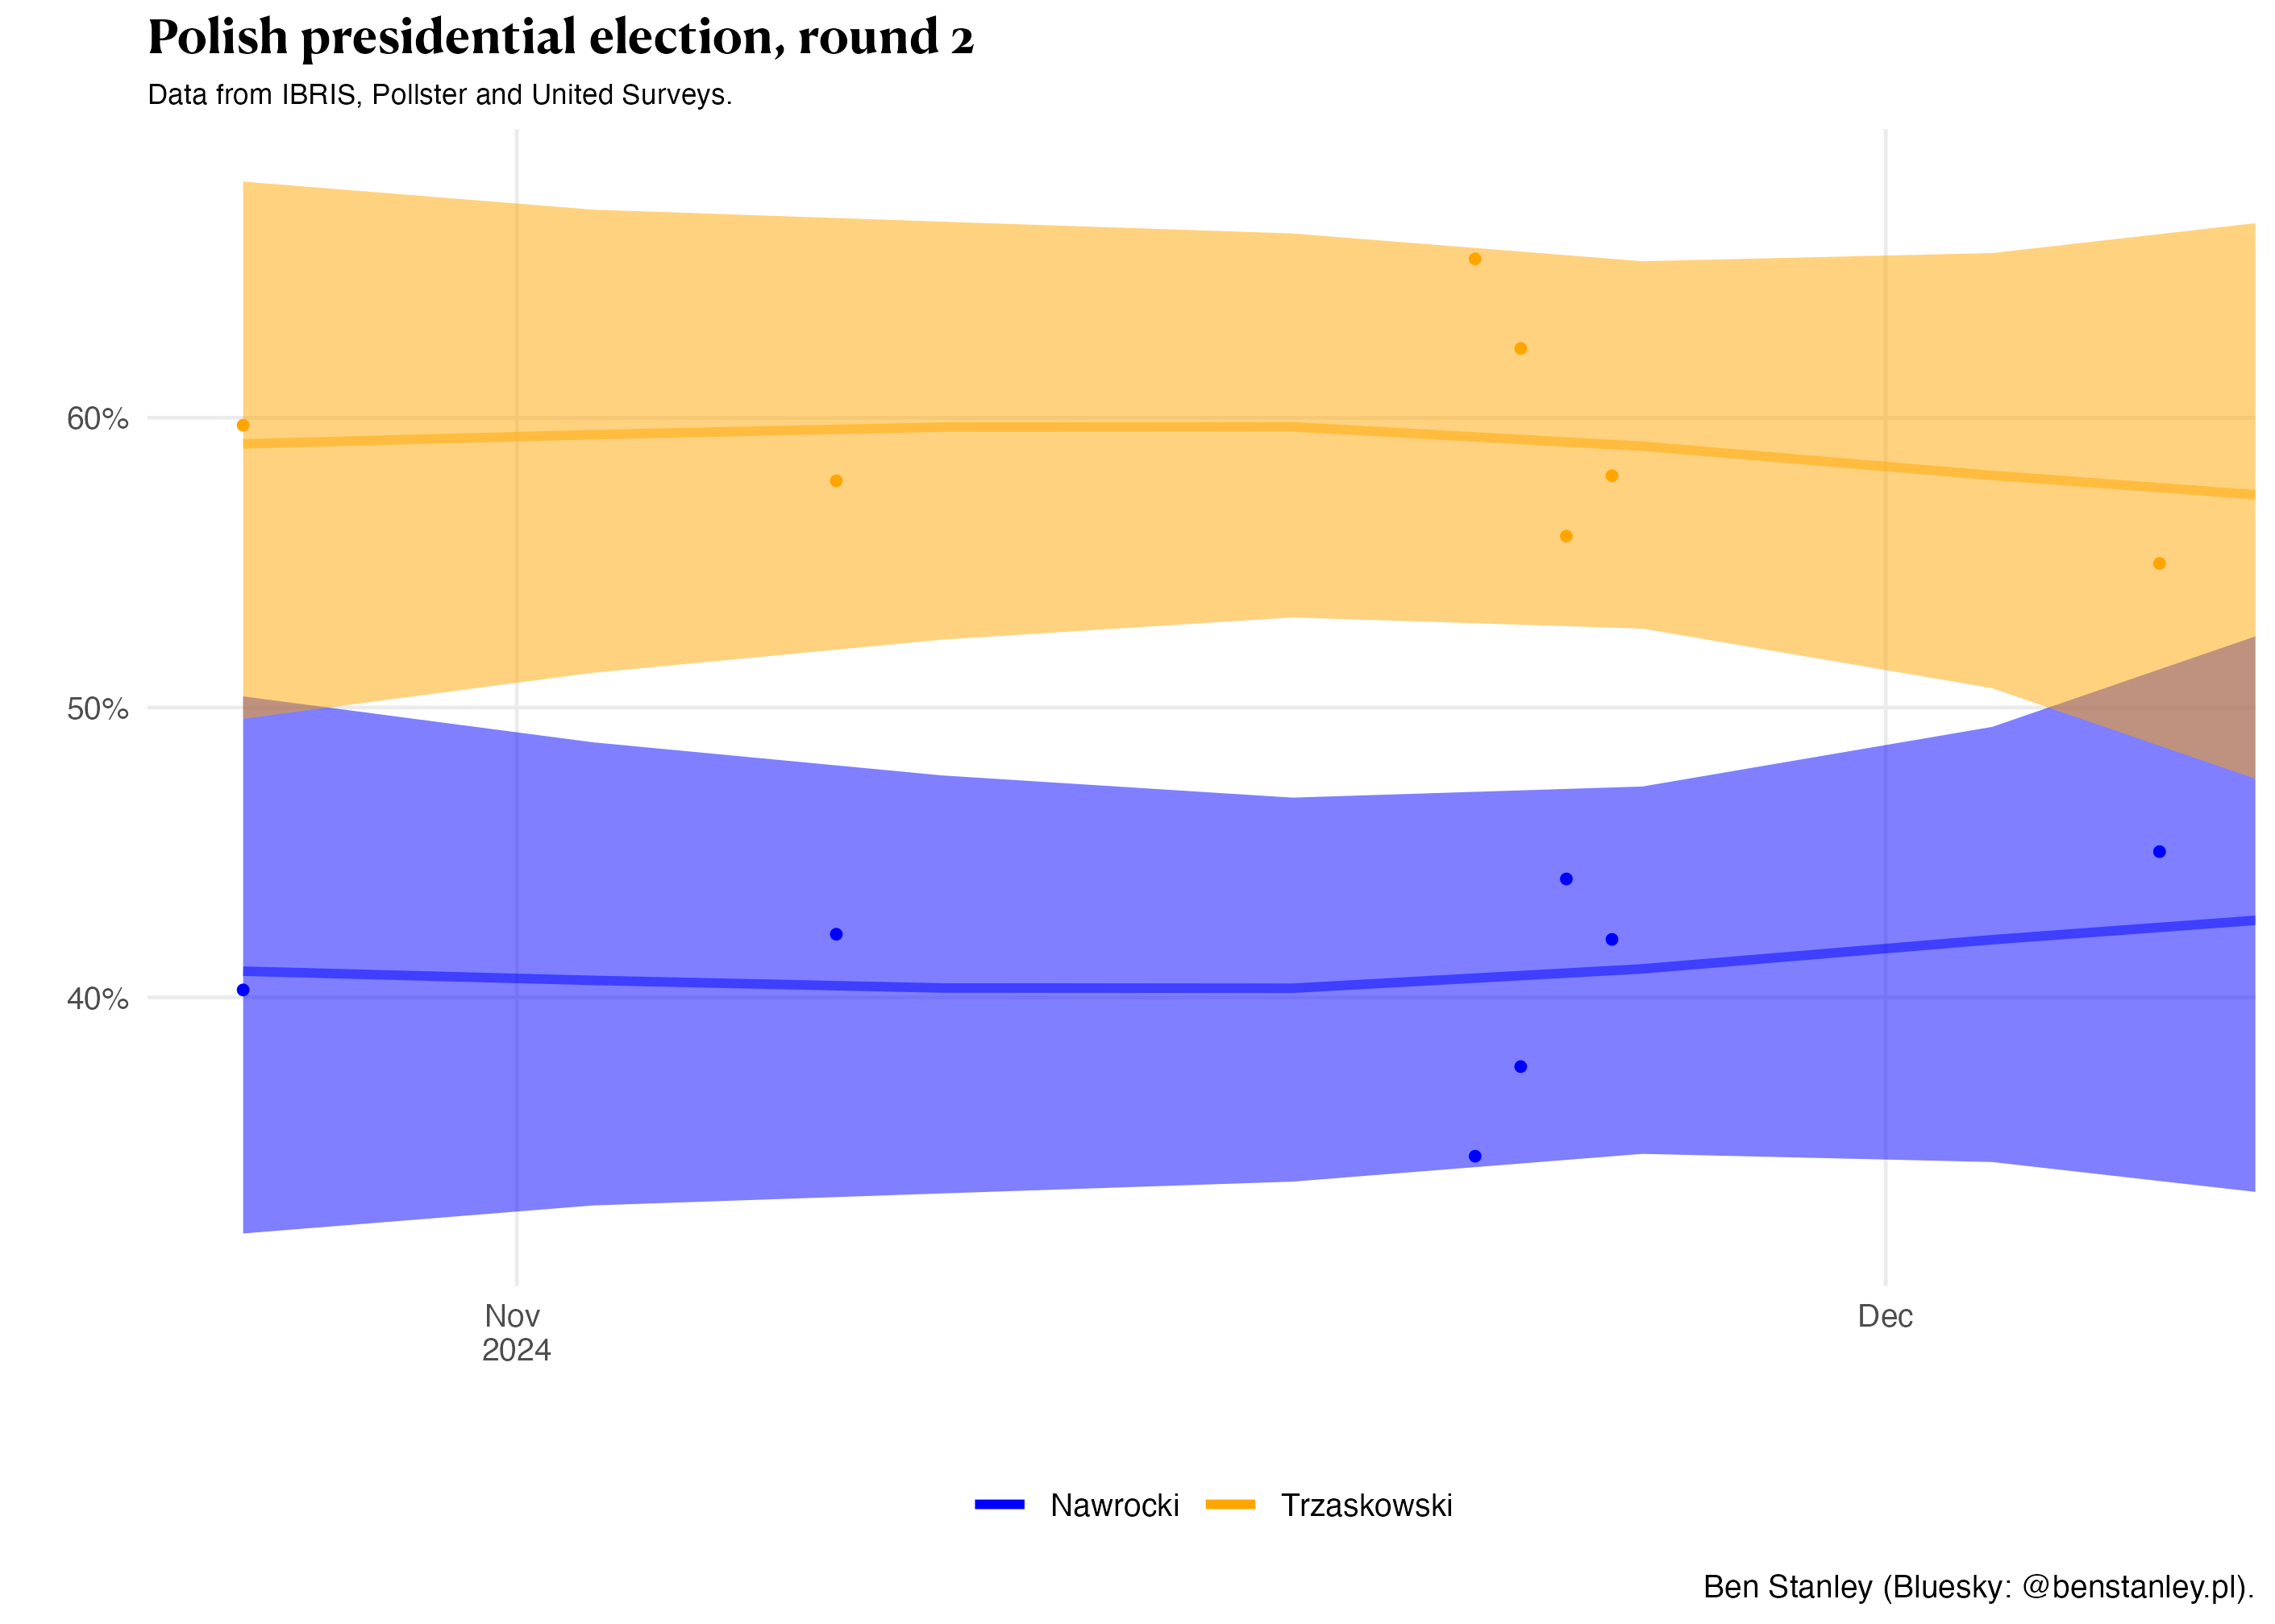 Polish presidential election, round 2
Data from IBRIS, Pollster and United Surveys.
60%
50%
40%
Nov
2024
Dec
Nawrocki
Trzaskowski
Ben Stanley (Bluesky: @benstanley.pl).